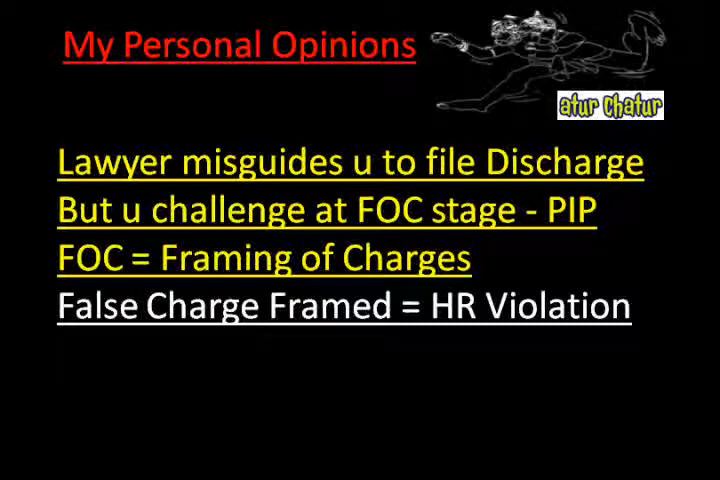 My Personal Opinions
atur chatur
Lawyer misguides u to file Discharge
But u challenge at FOC stage - PIP
FOC = Framing of Charges
False Charge Framed = HR Violation